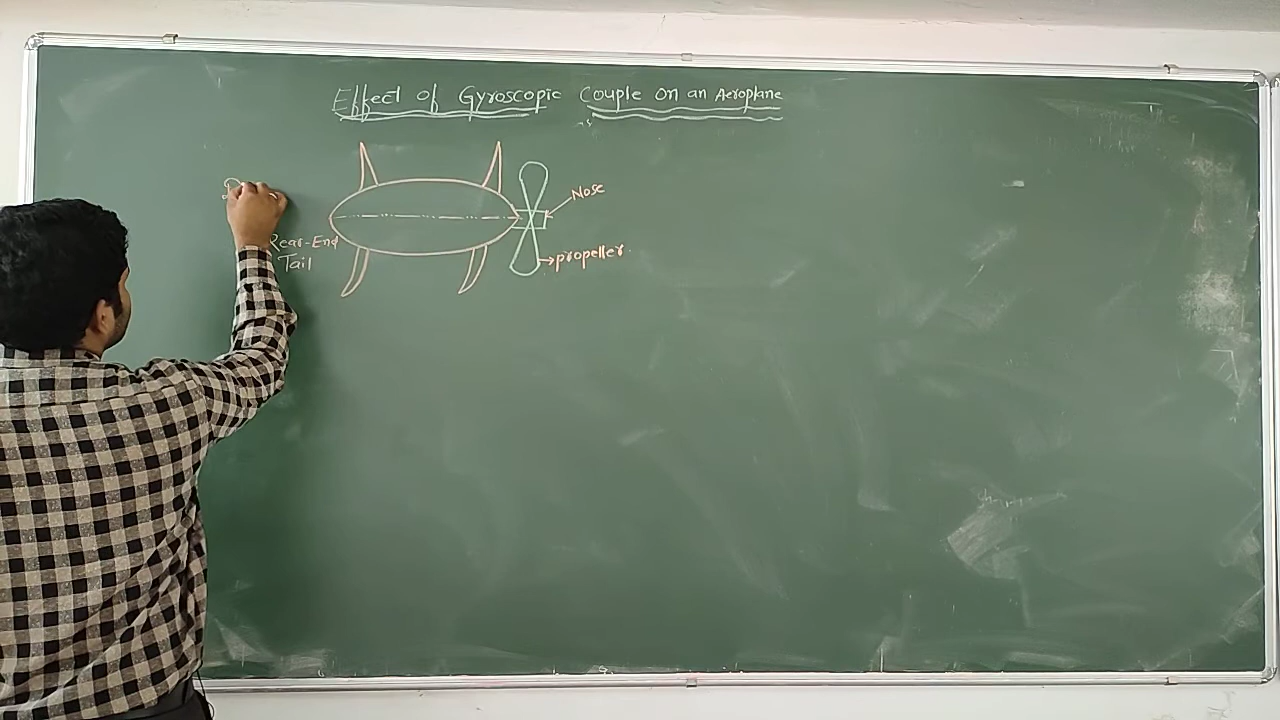 Effect of Gyroscopic Couple on an Aeroplane
Nose
Rear-End
Tail
propeller